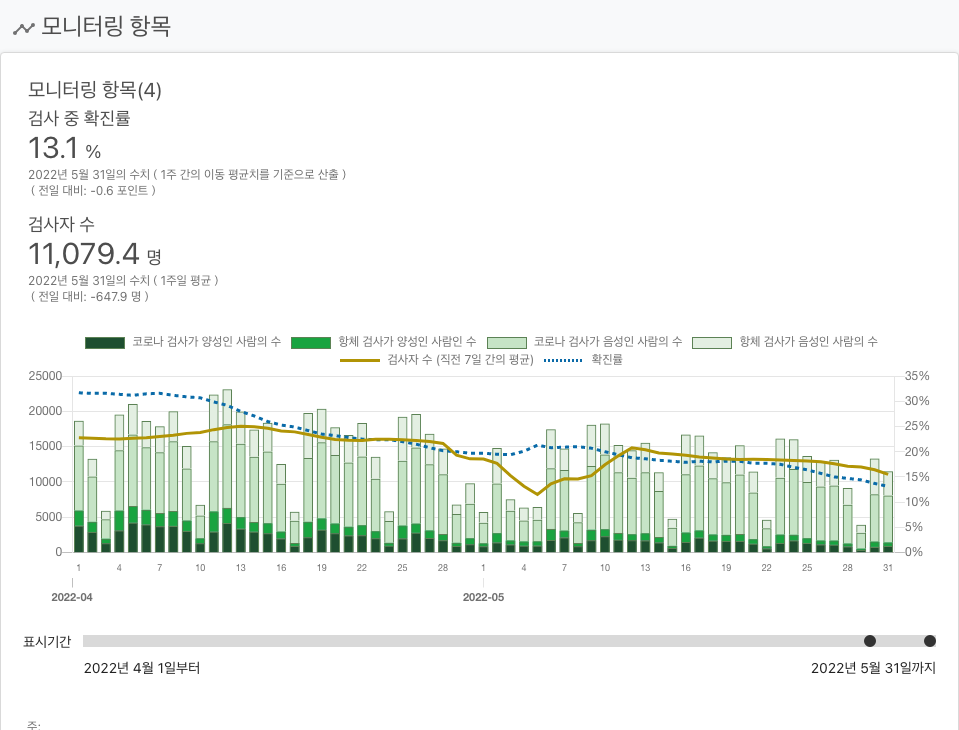 모니터링 항목
모니터링 항목(4)
검사 중 확진률
13.1 %
2022년 5월 31일의 수치 ( 1주 간의 이동 평균치를 기준으로 산출 )
( 전일 대비: -0.6 포인트 )
검사자 수
11,079.4 명
2022년 5월 31일의 수치 ( 1주일 평균 )
( 전일 대비: -647.9 명 )
코로나 검사가 양성인 사람의 수 항체 검사가 양성인 사람인 수 코로나 검사가 음성인 사람의 수 항체 검사가 음성인 사람의 수
검사자 수 (직전 7일 간의 평균) 확진률
25000 35%
20000 30%
15000 25%
10000 20%
5000 15%
0 10%
5%
0%
1 4 7 10 13 16 19 22 25 28 1 4 7 10 13 16 19 22 25 28 31
2022-04 2022-05
표시기간
2022년 4월 1일부터 2022년 5월 31일까지
주: